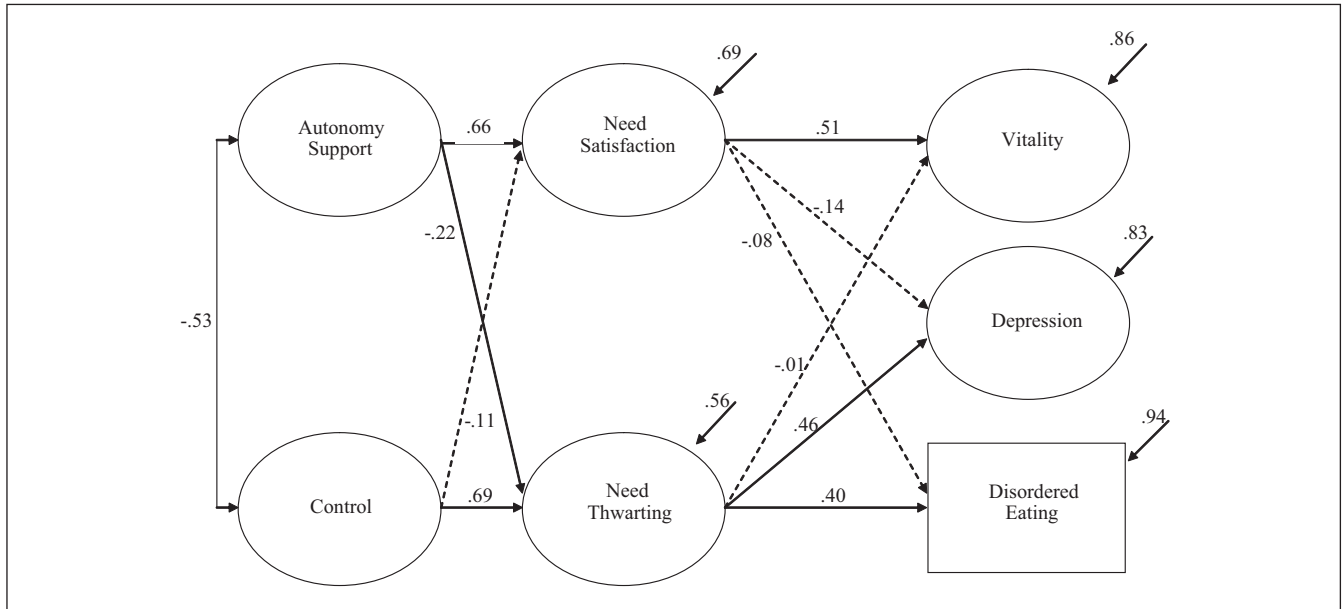 .69
.86
Autonomy
Support
.66
Need
Satisfaction
.51
Vitality
-.14
-.22
-.08
.83
-.53
Depression
-.01
-.11
.56
.46
.94
Control
.69
Need
Thwarting
.40
Disordered
Eating